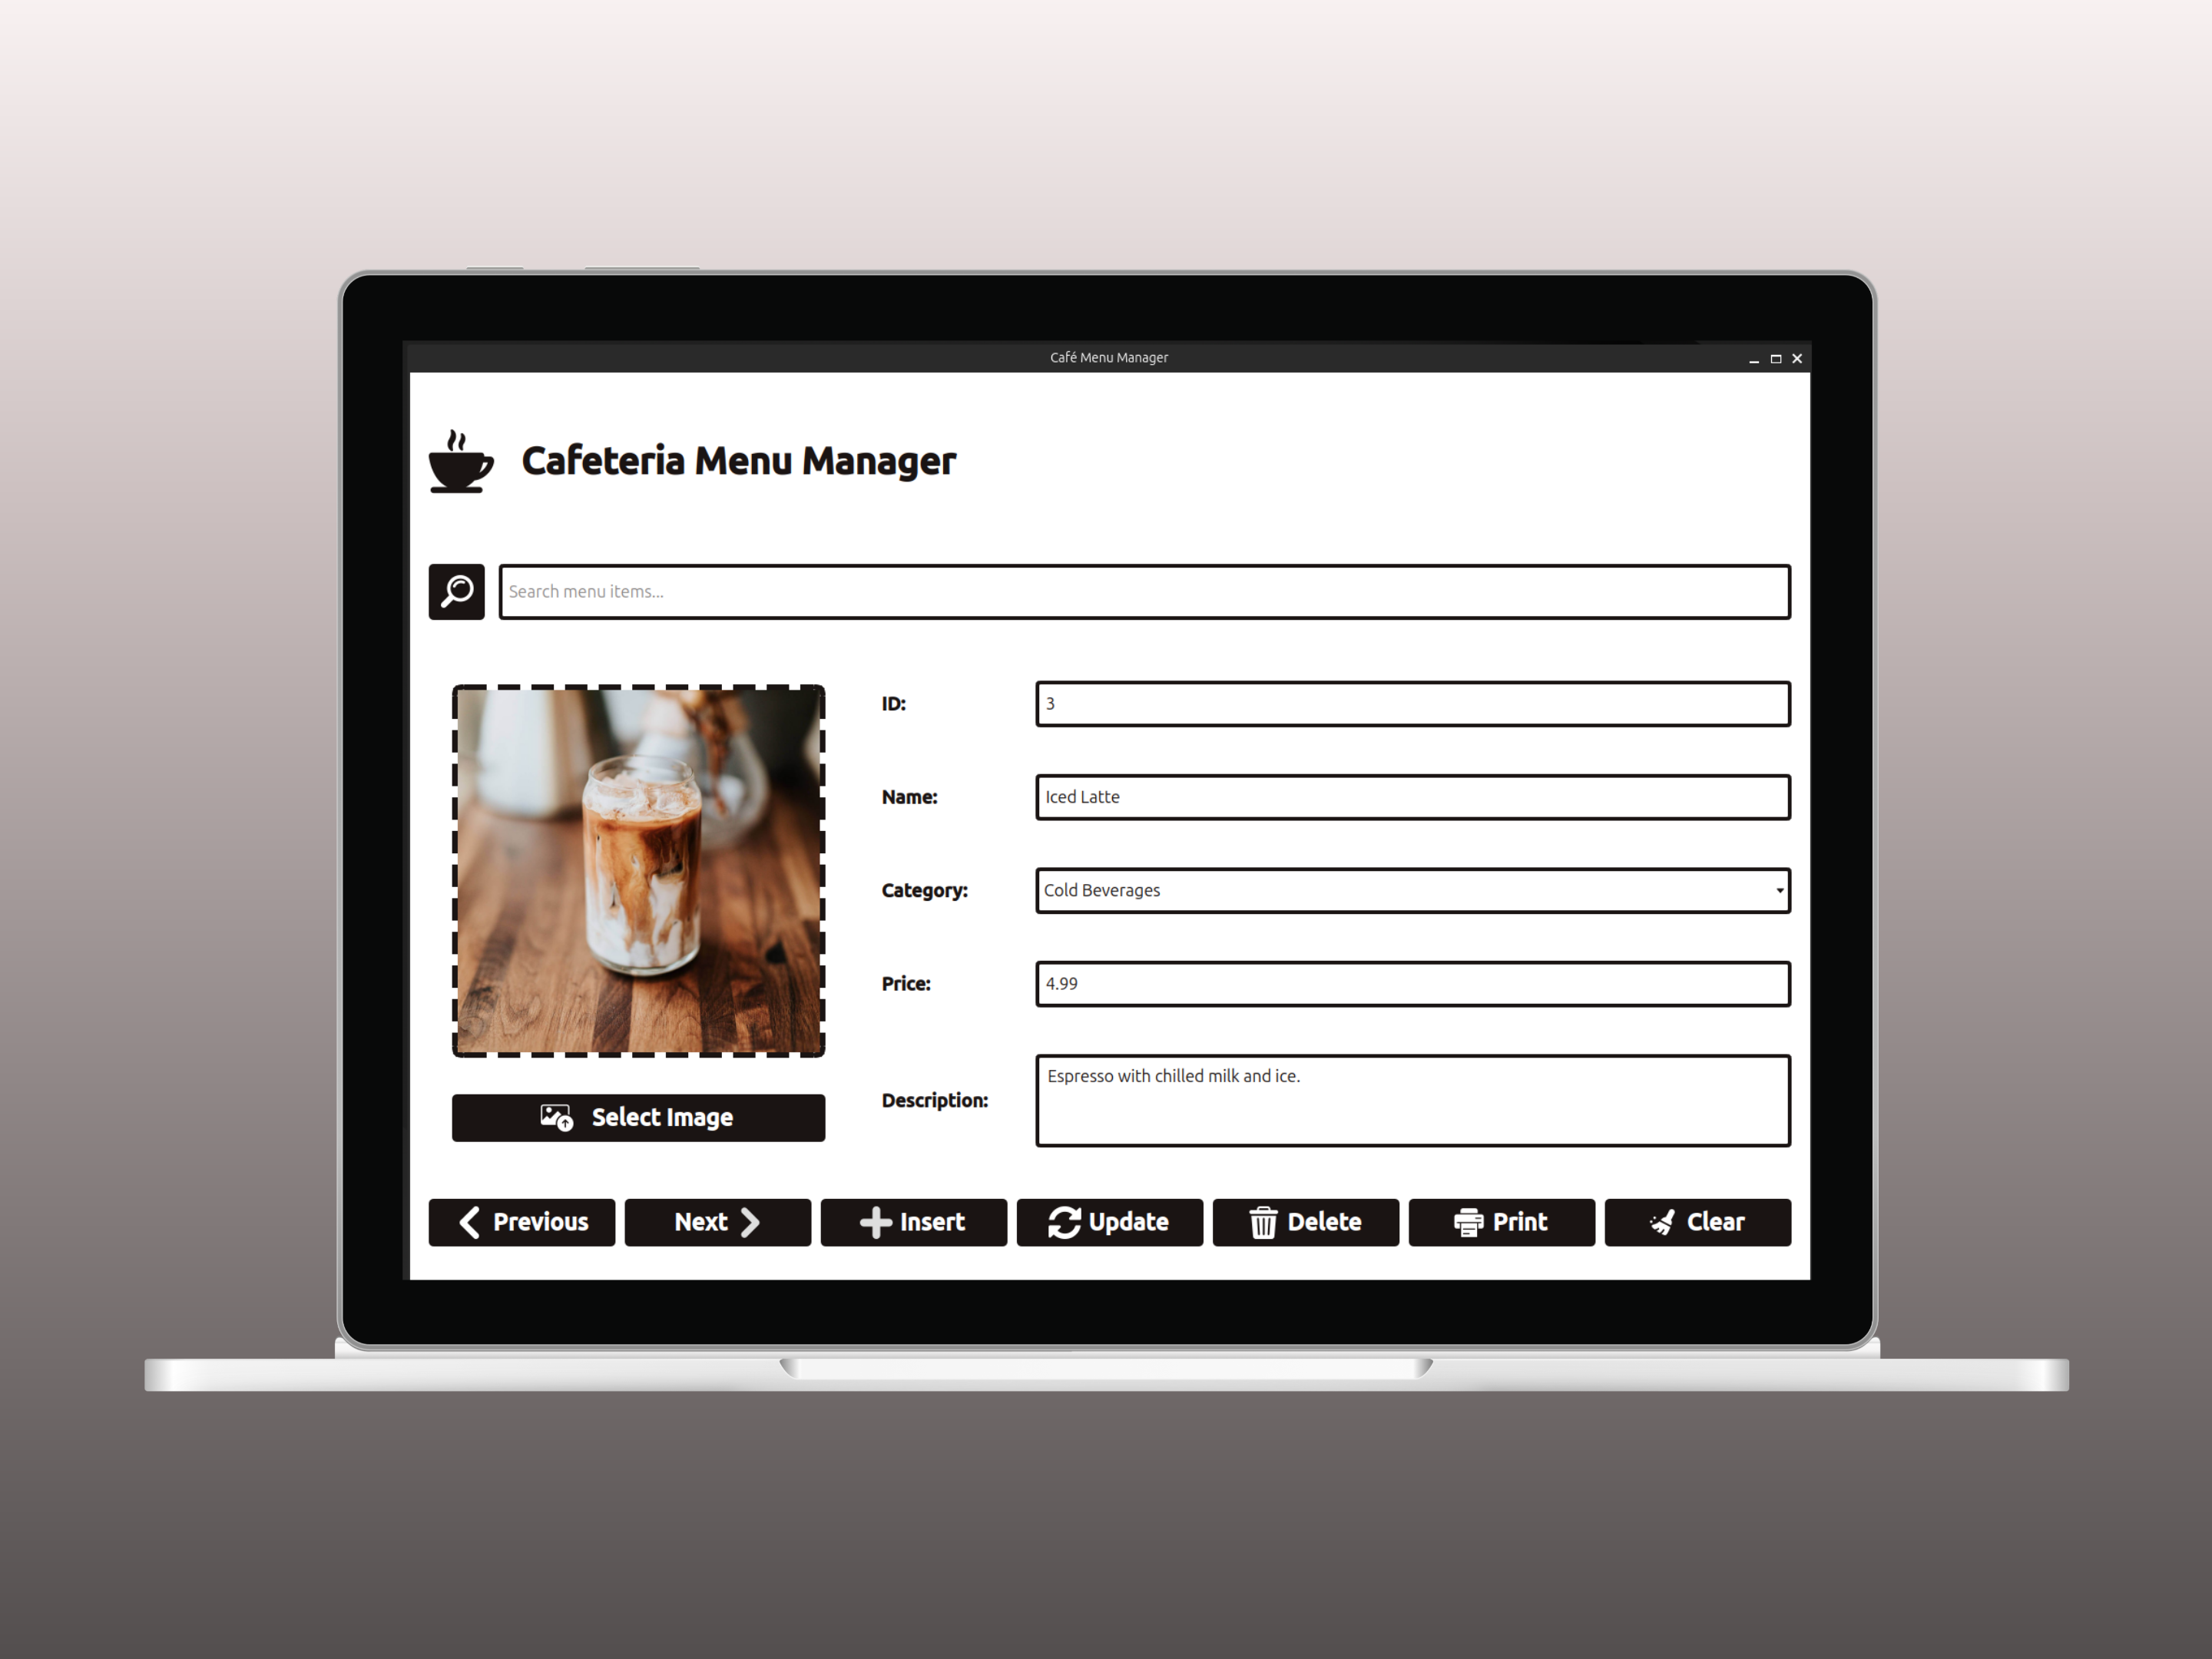 Café Menu Manager
Cafeteria Menu Manager
Search menu items...
ID:
3
Name:
Iced Latte
Category:
Cold Beverages
Price:
4.99
Description:
Espresso with chilled milk and ice.
Select Image
Previous
Next
Insert
Update
Delete
Print
Clear